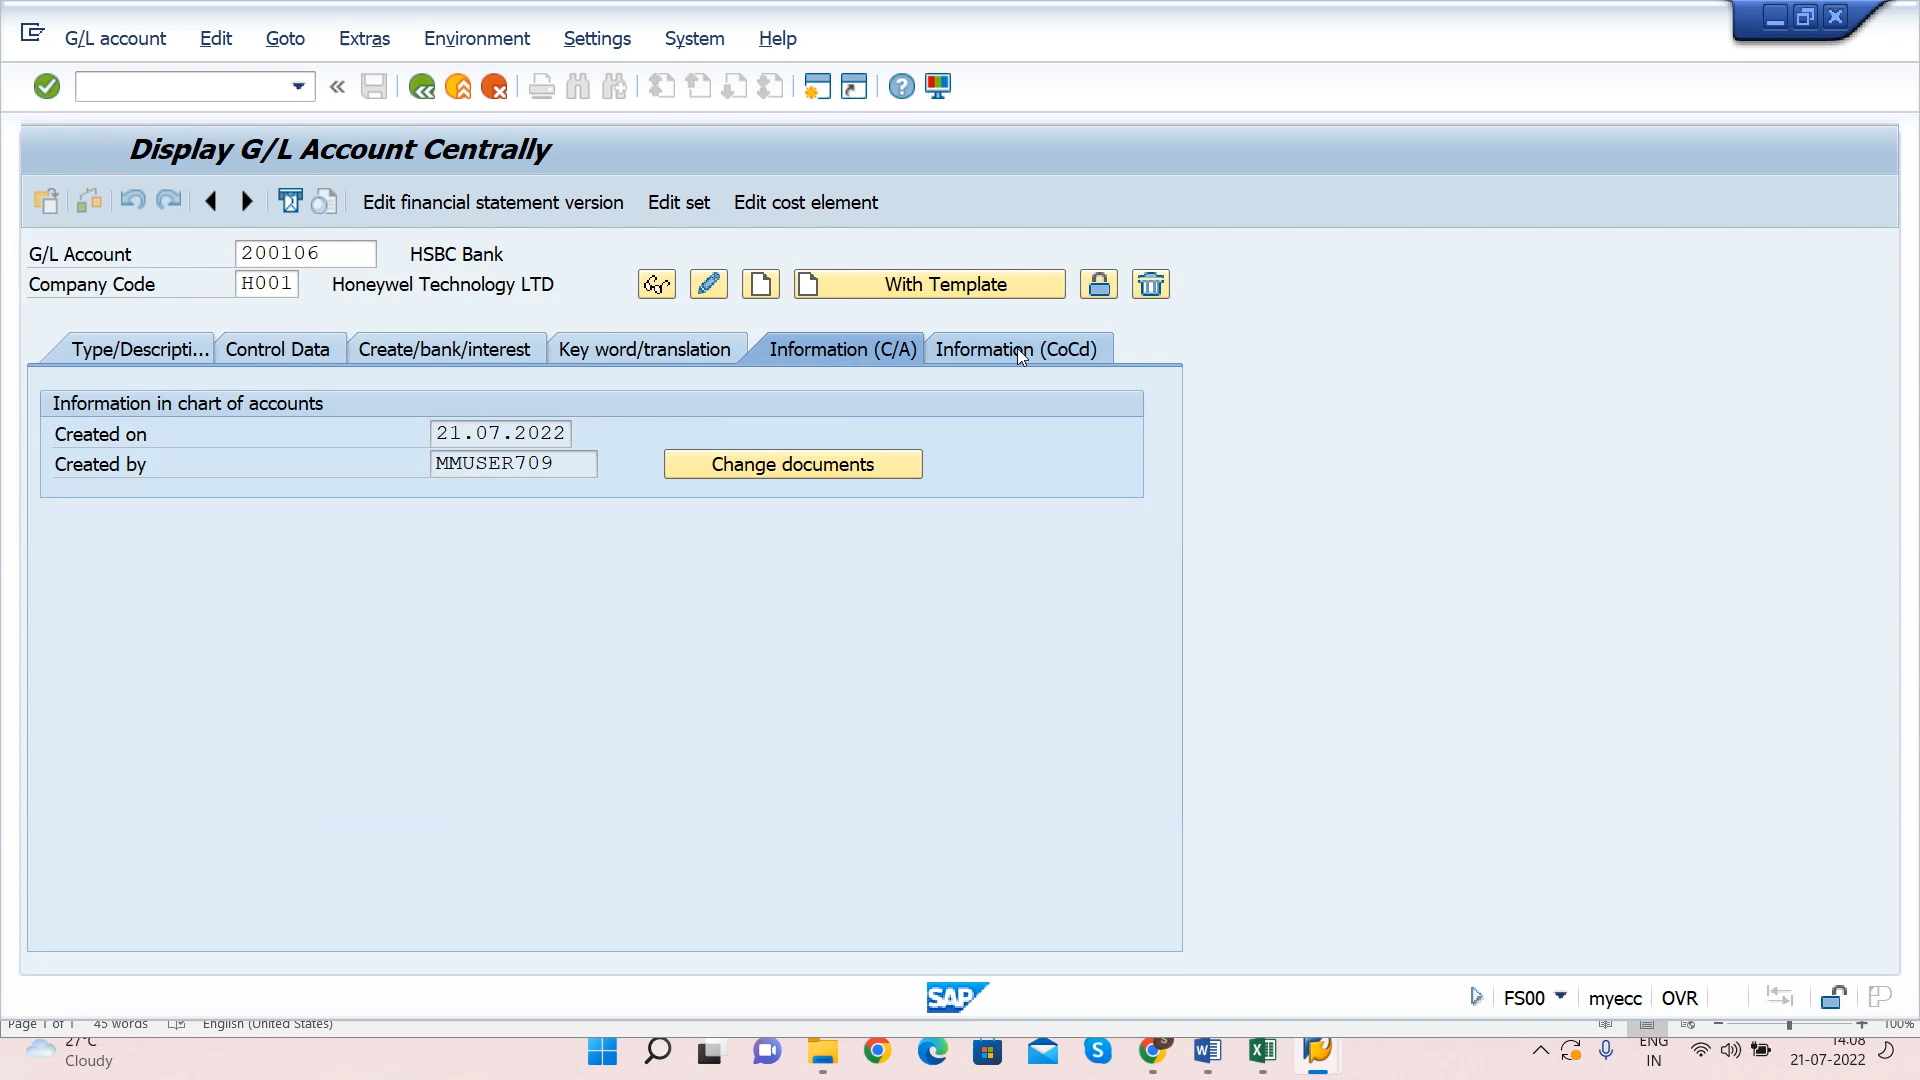 G/L account Edit Goto Extras Environment Settings System Help
Display G/L Account Centrally
Edit financial statement version Edit set Edit cost element
G/L Account 200106 HSBC Bank
Company Code H001 Honeywel Technology LTD With Template
Type/Descripti... Control Data Create/bank/interest Key word/translation Information (C/A) Information (CoCd)
Information in chart of accounts
Created on 21.07.2022
Created by MMUSER709 Change documents
SAP FS00 myecc OVR
Page 1 of 1 45 words English (United States) 100%
27°C
Cloudy
ENG
IN
14:08
21-07-2022